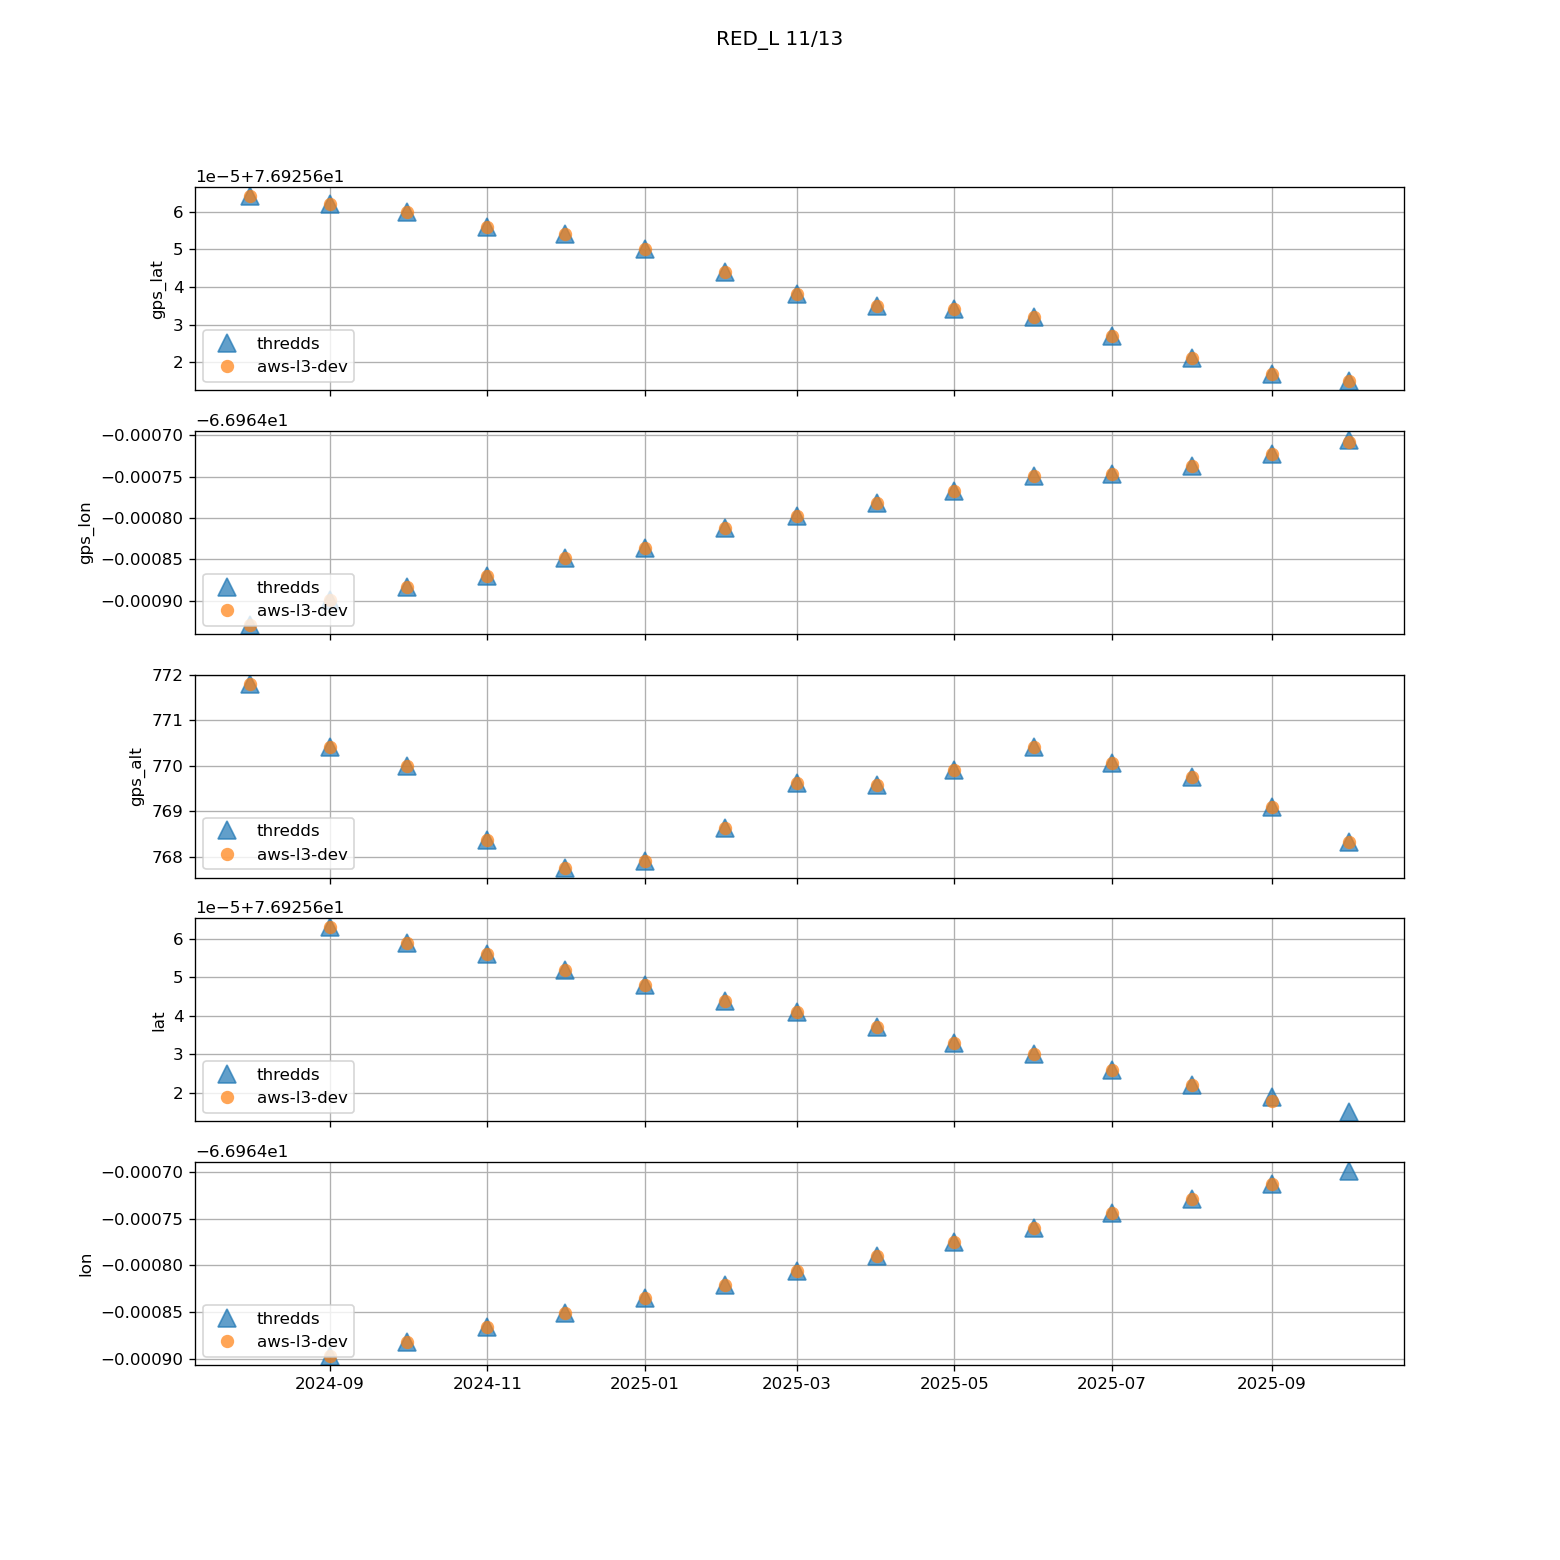 RED_L 11/13
1e−5+7.69256e1
6
5
4
3
2
gps_lat
thredds
aws-l3-dev
−6.6964e1
−0.00070
−0.00075
−0.00080
−0.00085
−0.00090
gps_lon
thredds
aws-l3-dev
772
771
770
769
768
gps_alt
thredds
aws-l3-dev
1e−5+7.69256e1
6
5
4
3
2
lat
thredds
aws-l3-dev
−6.6964e1
−0.00070
−0.00075
−0.00080
−0.00085
−0.00090
lon
thredds
aws-l3-dev
2024-09 2024-11 2025-01 2025-03 2025-05 2025-07 2025-09